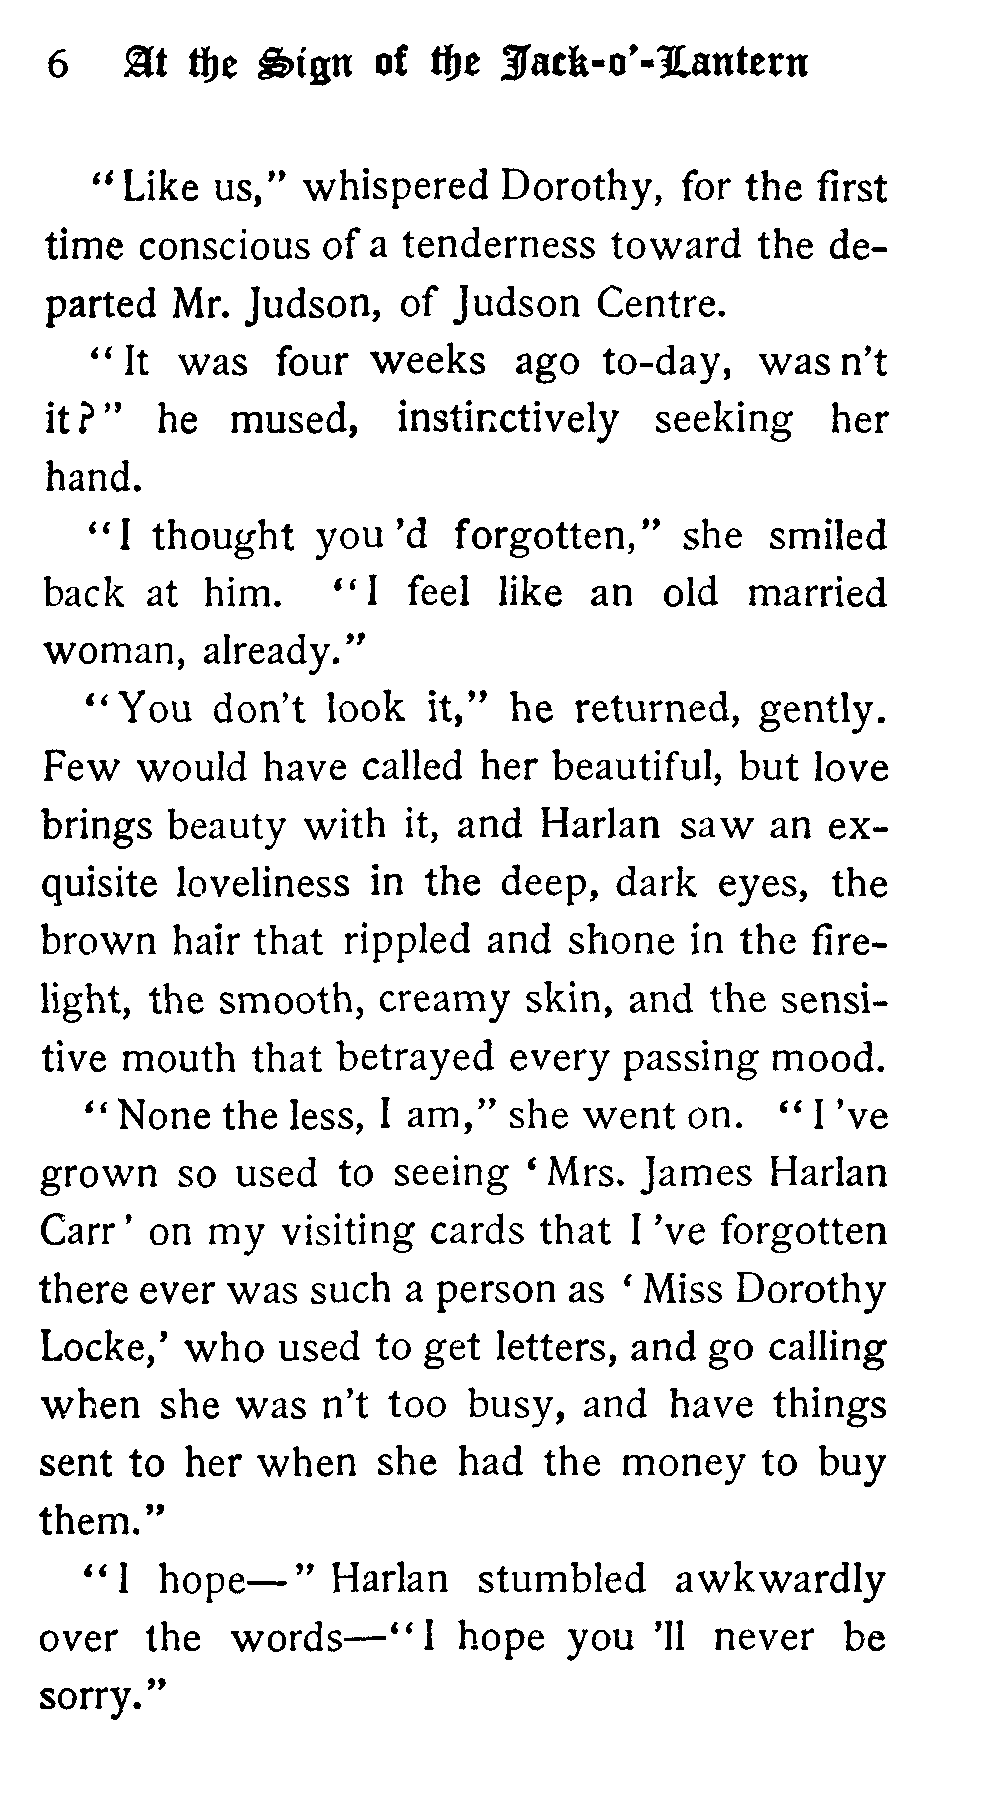 6 At the Sign of the Jack-o'-Lantern
"Like us," whispered Dorothy, for the first
time conscious of a tenderness toward the de-
parted Mr. Judson, of Judson Centre.
"It was four weeks ago to-day, was n't
it?" he mused, instinctively seeking her
hand.
"I thought you 'd forgotten," she smiled
back at him. "I feel like an old married
woman, already."
"You don't look it," he returned, gently.
Few would have called her beautiful, but love
brings beauty with it, and Harlan saw an ex-
quisite loveliness in the deep, dark eyes, the
brown hair that rippled and shone in the fire-
light, the smooth, creamy skin, and the sensi-
tive mouth that betrayed every passing mood.
"None the less, I am," she went on. "I 've
grown so used to seeing 'Mrs. James Harlan
Carr' on my visiting cards that I 've forgotten
there ever was such a person as 'Miss Dorothy
Locke,' who used to get letters, and go calling
when she was n't too busy, and have things
sent to her when she had the money to buy
them."
"I hope—" Harlan stumbled awkwardly
over the words—"I hope you 'll never be
sorry."